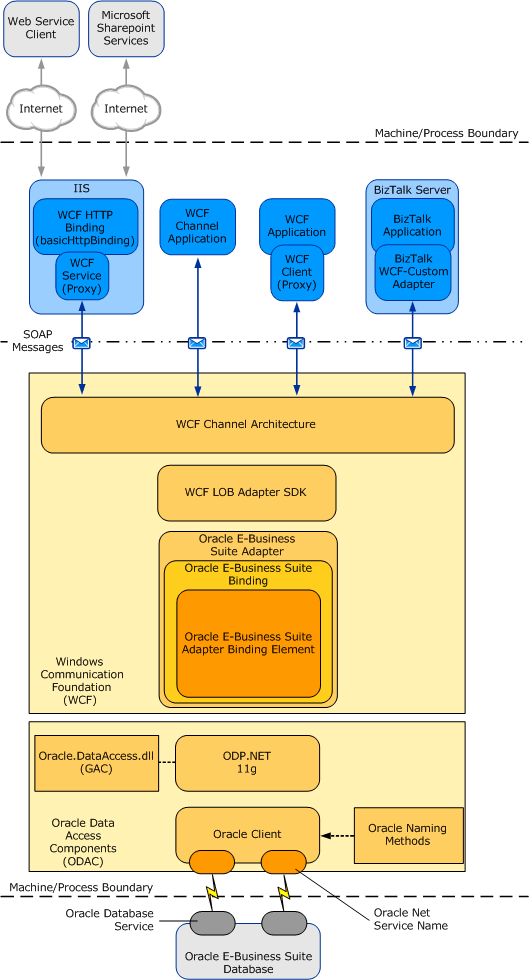 Web Service
Client
Microsoft
Sharepoint
Services
Internet
Internet
Machine/Process Boundary
IIS
WCF HTTP
Binding
(basicHttpBinding)
WCF
Service
(Proxy)
WCF
Channel
Application
WCF
Application
WCF
Client
(Proxy)
BizTalk Server
BizTalk
Application
BizTalk
WCF-Custom
Adapter
SOAP
Messages
WCF Channel Architecture
WCF LOB Adapter SDK
Oracle E-Business
Suite Adapter
Oracle E-Business Suite
Binding
Oracle E-Business Suite
Adapter Binding Element
Windows
Communication
Foundation
(WCF)
Oracle.DataAccess.dll
(GAC)
ODP.NET
11g
Oracle Data
Access
Components
(ODAC)
Oracle Client
Oracle Naming
Methods
Machine/Process Boundary
Oracle Database
Service
Oracle Net
Service Name
Oracle E-Business Suite
Database